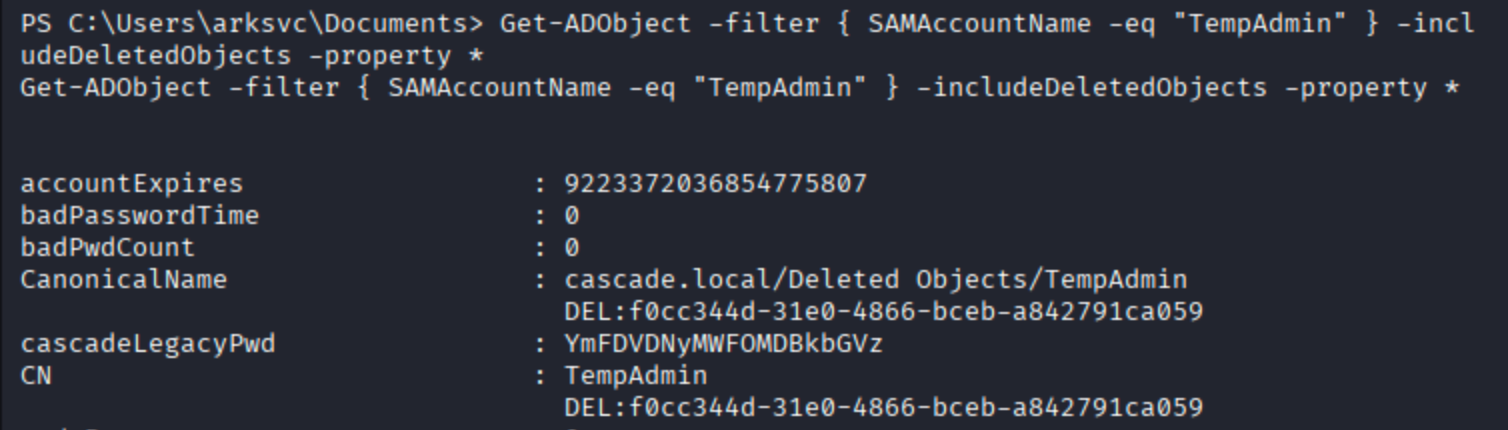 PS C:\Users\arksvc\Documents> Get-ADObject -filter { SAMAccountName -eq "TempAdmin" } -incl
udeDeletedObjects -property *
Get-ADObject -filter { SAMAccountName -eq "TempAdmin" } -includeDeletedObjects -property *
accountExpires : 9223372036854775807
badPasswordTime : 0
badPwdCount : 0
CanonicalName : cascade.local/Deleted Objects/TempAdmin
DEL:f0cc344d-31e0-4866-bceb-a842791ca059
cascadeLegacyPwd : YmFDVDNyMWFOMDBkbGVz
CN : TempAdmin
DEL:f0cc344d-31e0-4866-bceb-a842791ca059